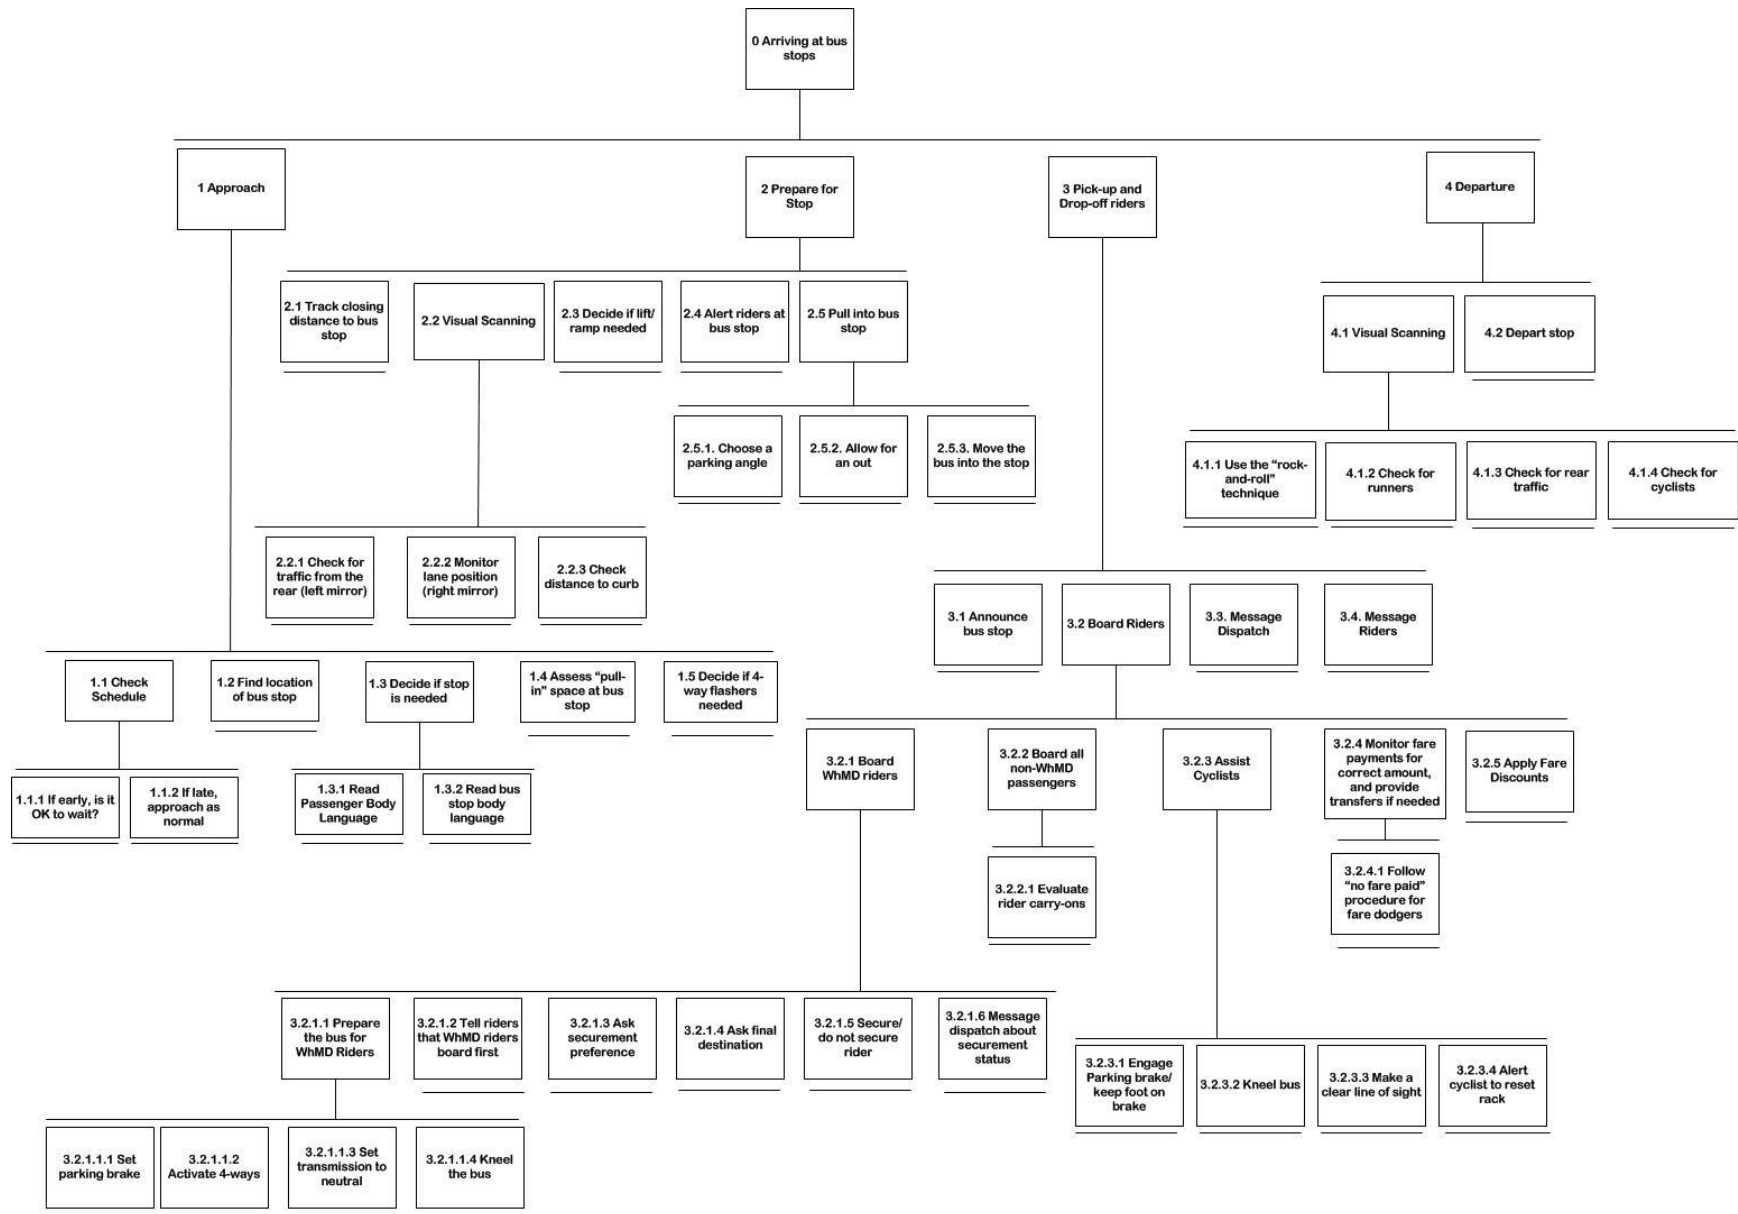 0 Arriving at bus
stops
1 Approach
2 Prepare for
Stop
3 Pick-up and
Drop-off riders
4 Departure
2.1 Track closing
distance to bus
stop
2.2 Visual Scanning
2.3 Decide if lift/
ramp needed
2.4 Alert riders at
bus stop
2.5 Pull into bus
stop
4.1 Visual Scanning
4.2 Depart stop
2.5.1. Choose a
parking angle
2.5.2. Allow for
an out
2.5.3. Move the
bus into the stop
4.1.1 Use the “rock-
and-roll”
technique
4.1.2 Check for
runners
4.1.3 Check for rear
traffic
4.1.4 Check for
cyclists
2.2.1 Check for
traffic from the
rear (left mirror)
2.2.2 Monitor
lane position
(right mirror)
2.2.3 Check
distance to curb
3.1 Announce
bus stop
3.2 Board Riders
3.3. Message
Dispatch
3.4. Message
Riders
1.1 Check
Schedule
1.2 Find location
of bus stop
1.3 Decide if stop
is needed
1.4 Assess “pull-
in” space at bus
stop
1.5 Decide if 4-
way flashers
needed
1.1.1 If early, is it
OK to wait?
1.1.2 If late,
approach as
normal
1.3.1 Read
Passenger Body
Language
1.3.2 Read bus
stop body
language
3.2.1 Board
WhMD riders
3.2.2 Board all
non-WhMD
passengers
3.2.3 Assist
Cyclists
3.2.4 Monitor fare
payments for
correct amount,
and provide
transfers if needed
3.2.5 Apply Fare
Discounts
3.2.2.1 Evaluate
rider carry-ons
3.2.4.1 Follow
“no fare paid”
procedure for
fare dodgers
3.2.1.1 Prepare
the bus for
WhMD Riders
3.2.1.2 Tell riders
that WhMD riders
board first
3.2.1.3 Ask
securement
preference
3.2.1.4 Ask final
destination
3.2.1.5 Secure/
do not secure
rider
3.2.1.6 Message
dispatch about
securement
status
3.2.3.1 Engage
Parking brake/
keep foot on
brake
3.2.3.2 Kneel bus
3.2.3.3 Make a
clear line of sight
3.2.3.4 Alert
cyclist to reset
rack
3.2.1.1.1 Set
parking brake
3.2.1.1.2
Activate 4-ways
3.2.1.1.3 Set
transmission to
neutral
3.2.1.1.4 Kneel
the bus